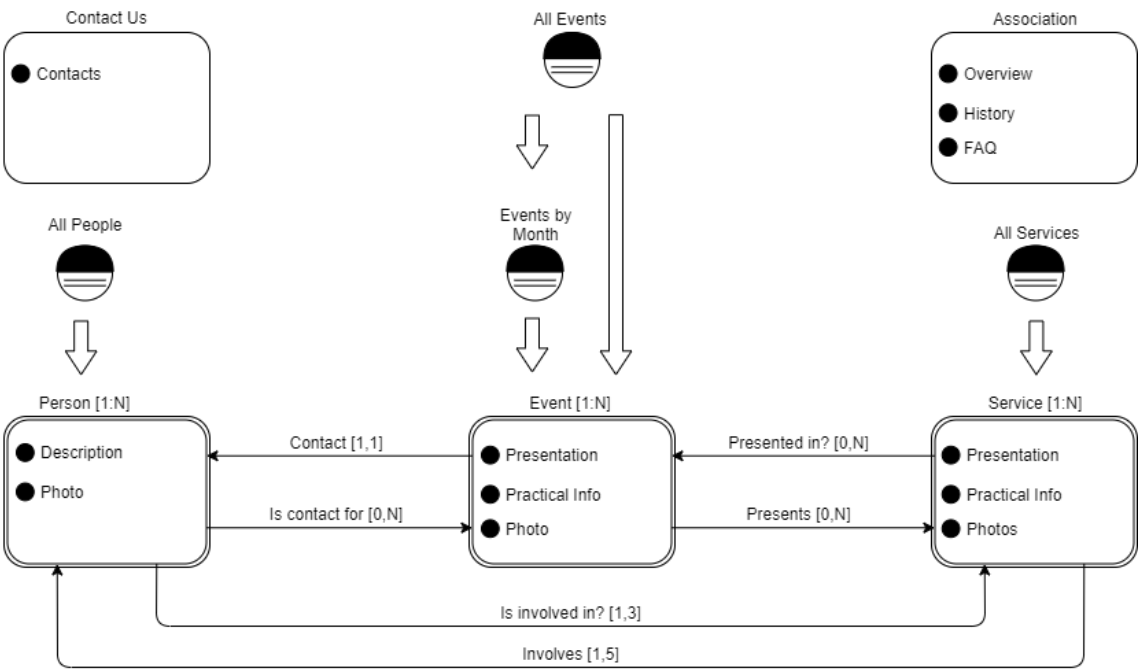 Contact Us
All Events
Association
Contacts
Overview
History
FAQ
All People
Events by
Month
All Services
Person [1:N]
Event [1:N]
Service [1:N]
Description
Photo
Contact [1,1]
Is contact for [0,N]
Presentation
Practical Info
Photo
Presented in? [0,N]
Presents [0,N]
Presentation
Practical Info
Photos
Is involved in? [1,3]
Involves [1,5]